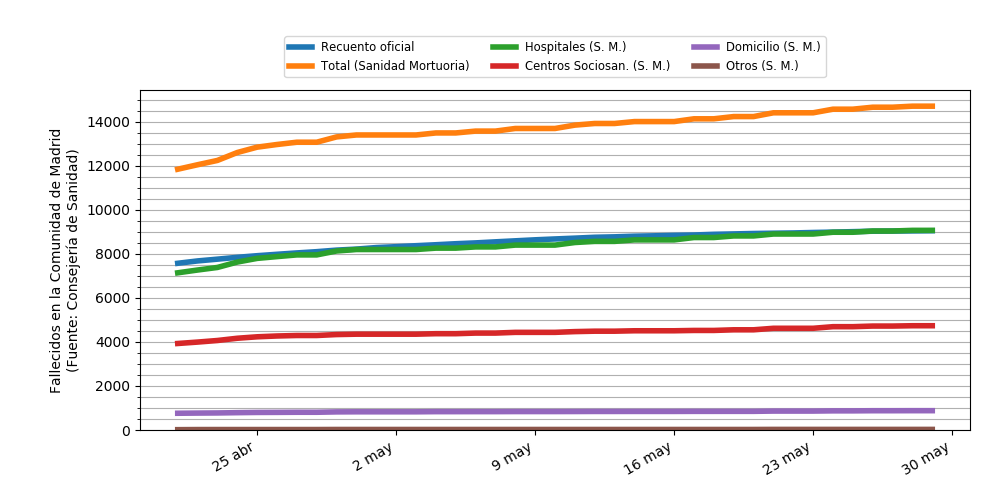 Recuento oficial
Total (Sanidad Mortuoria)
Hospitales (S. M.)
Centros Sociosan. (S. M.)
Domicilio (S. M.)
Otros (S. M.)
Fallecidos en la Comunidad de Madrid
(Fuente: Consejería de Sanidad)
14000
12000
10000
8000
6000
4000
2000
0
25 abr
2 may
9 may
16 may
23 may
30 may